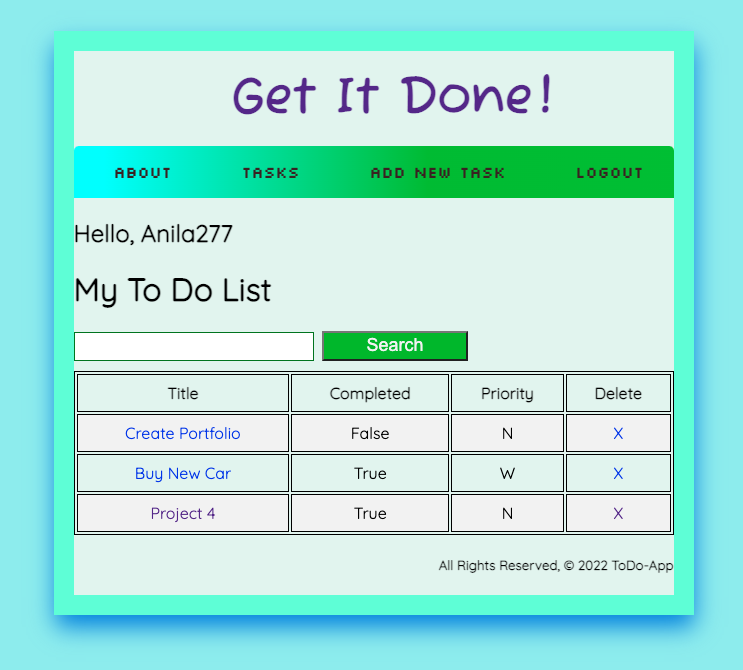 Get It Done!
ABOUT TASKS ADD NEW TASK LOGOUT
Hello, Anila277
My To Do List
Search
Title Completed Priority Delete
Create Portfolio False N X
Buy New Car True W X
Project 4 True N X
All Rights Reserved, © 2022 ToDo-App